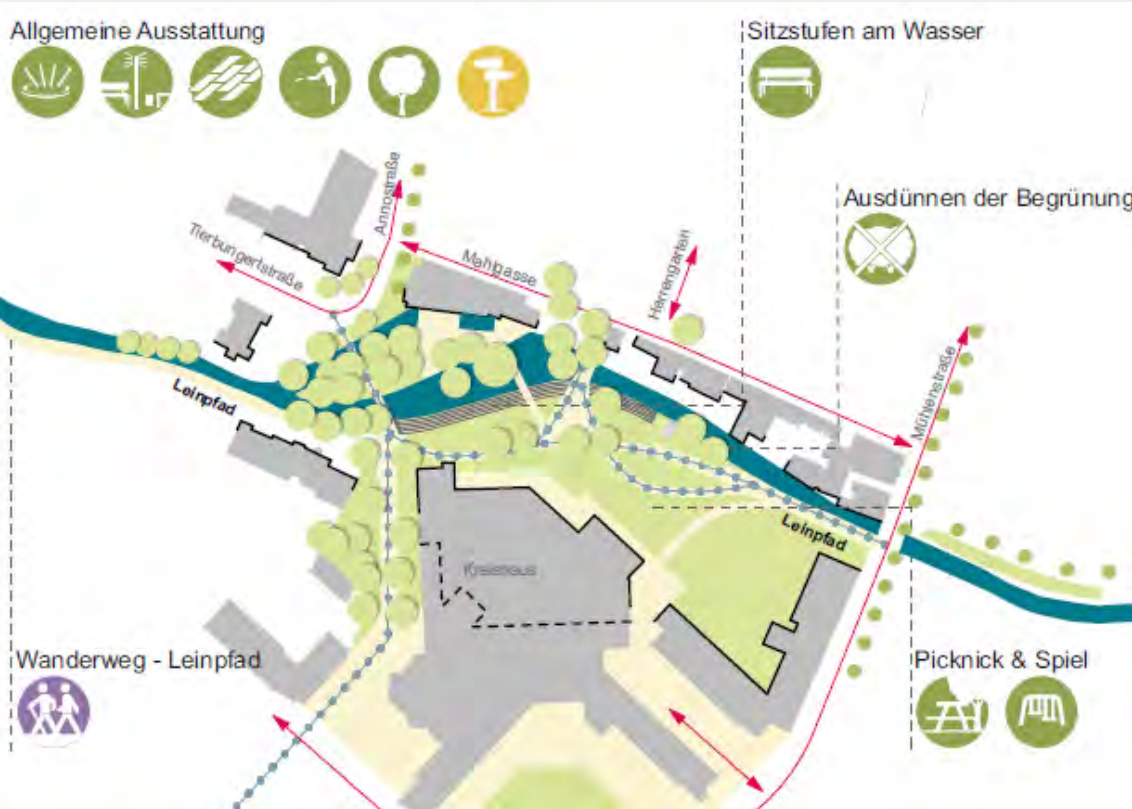 Allgemeine Ausstattung
Sitzstufen am Wasser
Ausdünnen der Begrünung
Annostraße
Tierbungertstraße
Mahlgasse
Herrengarten
Mühlenstraße
Leinpfad
Leinpfad
Kreishaus
Wanderweg - Leinpfad
Picknick & Spiel